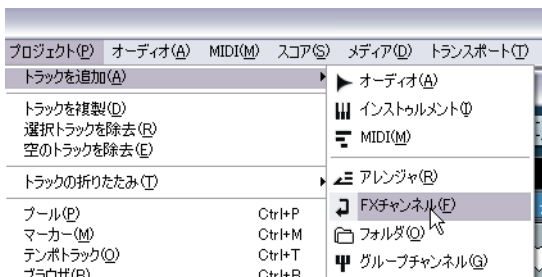 プロジェクト(P) オーディオ(A) MIDI(M) スコア(S) メディア(D) トランスポート(T)
トラックを追加(A)
トラックを複製(D)
選択トラックを除去(R)
空のトラックを除去(E)
トラックの折りたたみ(T)
プール(P) Ctrl+P
マーカー(M) Ctrl+M
テンポトラック(O) Ctrl+T
ブラウザ(B) Ctrl+B
オーディオ(A)
インストゥルメント(I)
MIDI(M)
アレンジャ(R)
FXチャンネル(F)
フォルダ(O)
グループチャンネル(G)